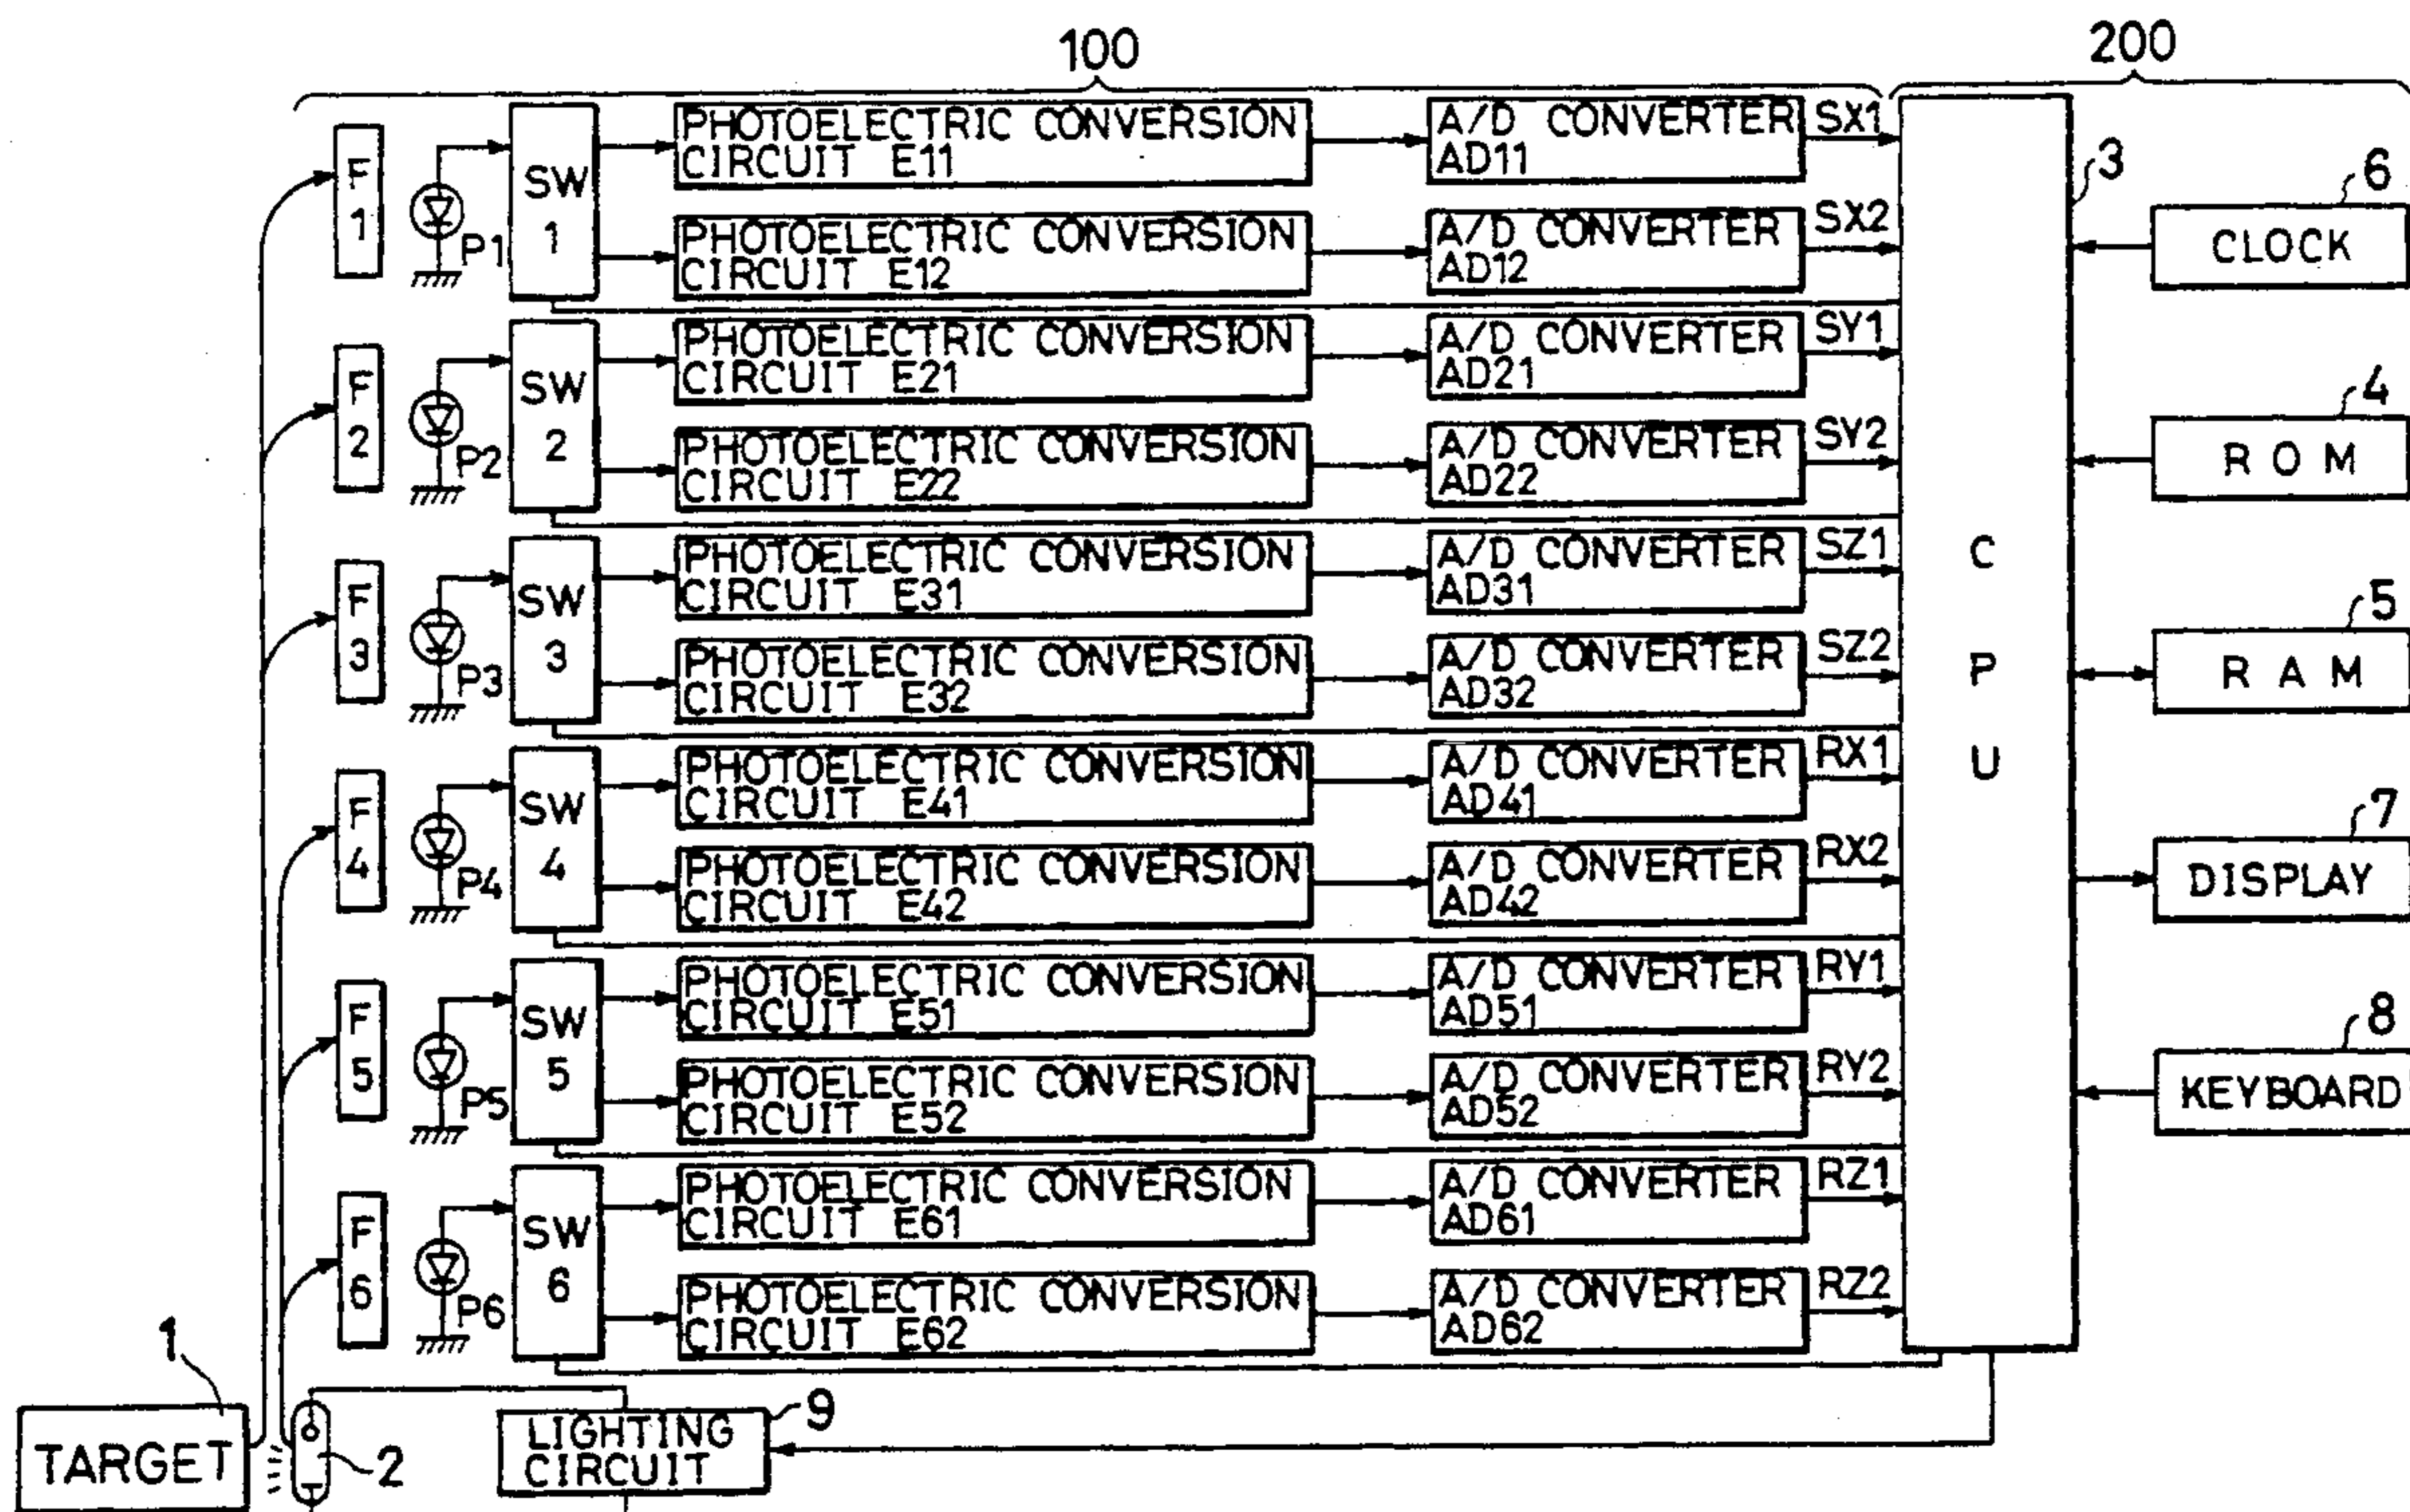 100
200
F
1
P1
SW
1
PHOTOELECTRIC CONVERSION
CIRCUIT E11
A/D CONVERTER
AD11
SX1
PHOTOELECTRIC CONVERSION
CIRCUIT E12
A/D CONVERTER
AD12
SX2
F
2
P2
SW
2
PHOTOELECTRIC CONVERSION
CIRCUIT E21
A/D CONVERTER
AD21
SY1
PHOTOELECTRIC CONVERSION
CIRCUIT E22
A/D CONVERTER
AD22
SY2
F
3
P3
SW
3
PHOTOELECTRIC CONVERSION
CIRCUIT E31
A/D CONVERTER
AD31
SZ1
PHOTOELECTRIC CONVERSION
CIRCUIT E32
A/D CONVERTER
AD32
SZ2
F
4
P4
SW
4
PHOTOELECTRIC CONVERSION
CIRCUIT E41
A/D CONVERTER
AD41
RX1
PHOTOELECTRIC CONVERSION
CIRCUIT E42
A/D CONVERTER
AD42
RX2
F
5
P5
SW
5
PHOTOELECTRIC CONVERSION
CIRCUIT E51
A/D CONVERTER
AD51
RY1
PHOTOELECTRIC CONVERSION
CIRCUIT E52
A/D CONVERTER
AD52
RY2
F
6
P6
SW
6
PHOTOELECTRIC CONVERSION
CIRCUIT E61
A/D CONVERTER
AD61
RZ1
PHOTOELECTRIC CONVERSION
CIRCUIT E62
A/D CONVERTER
AD62
RZ2
C
P
U
3
6
CLOCK
4
ROM
5
RAM
7
DISPLAY
8
KEYBOARD
1
TARGET
2
LIGHTING
CIRCUIT
9